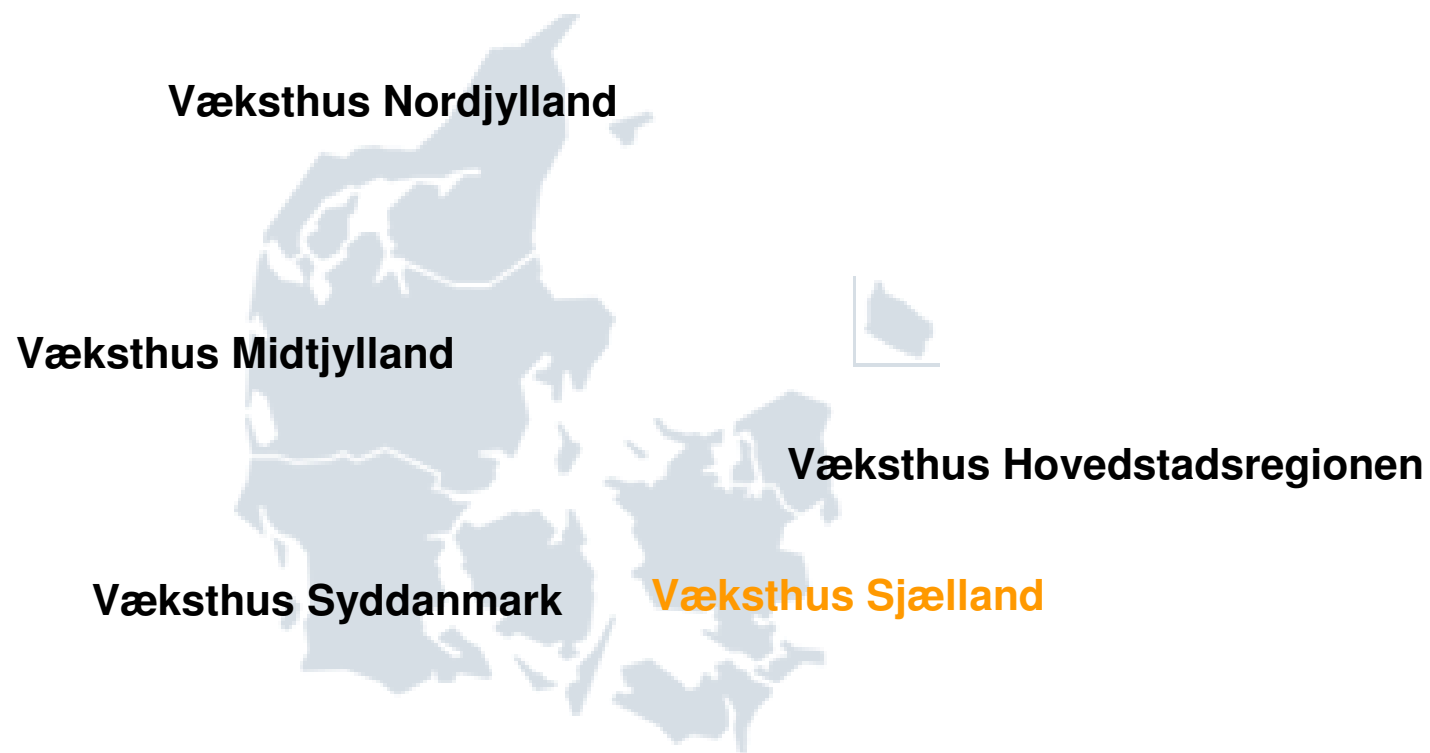 Væksthus Nordjylland
Væksthus Midtjylland
Væksthus Hovedstadsregionen
Væksthus Syddanmark
Væksthus Sjælland